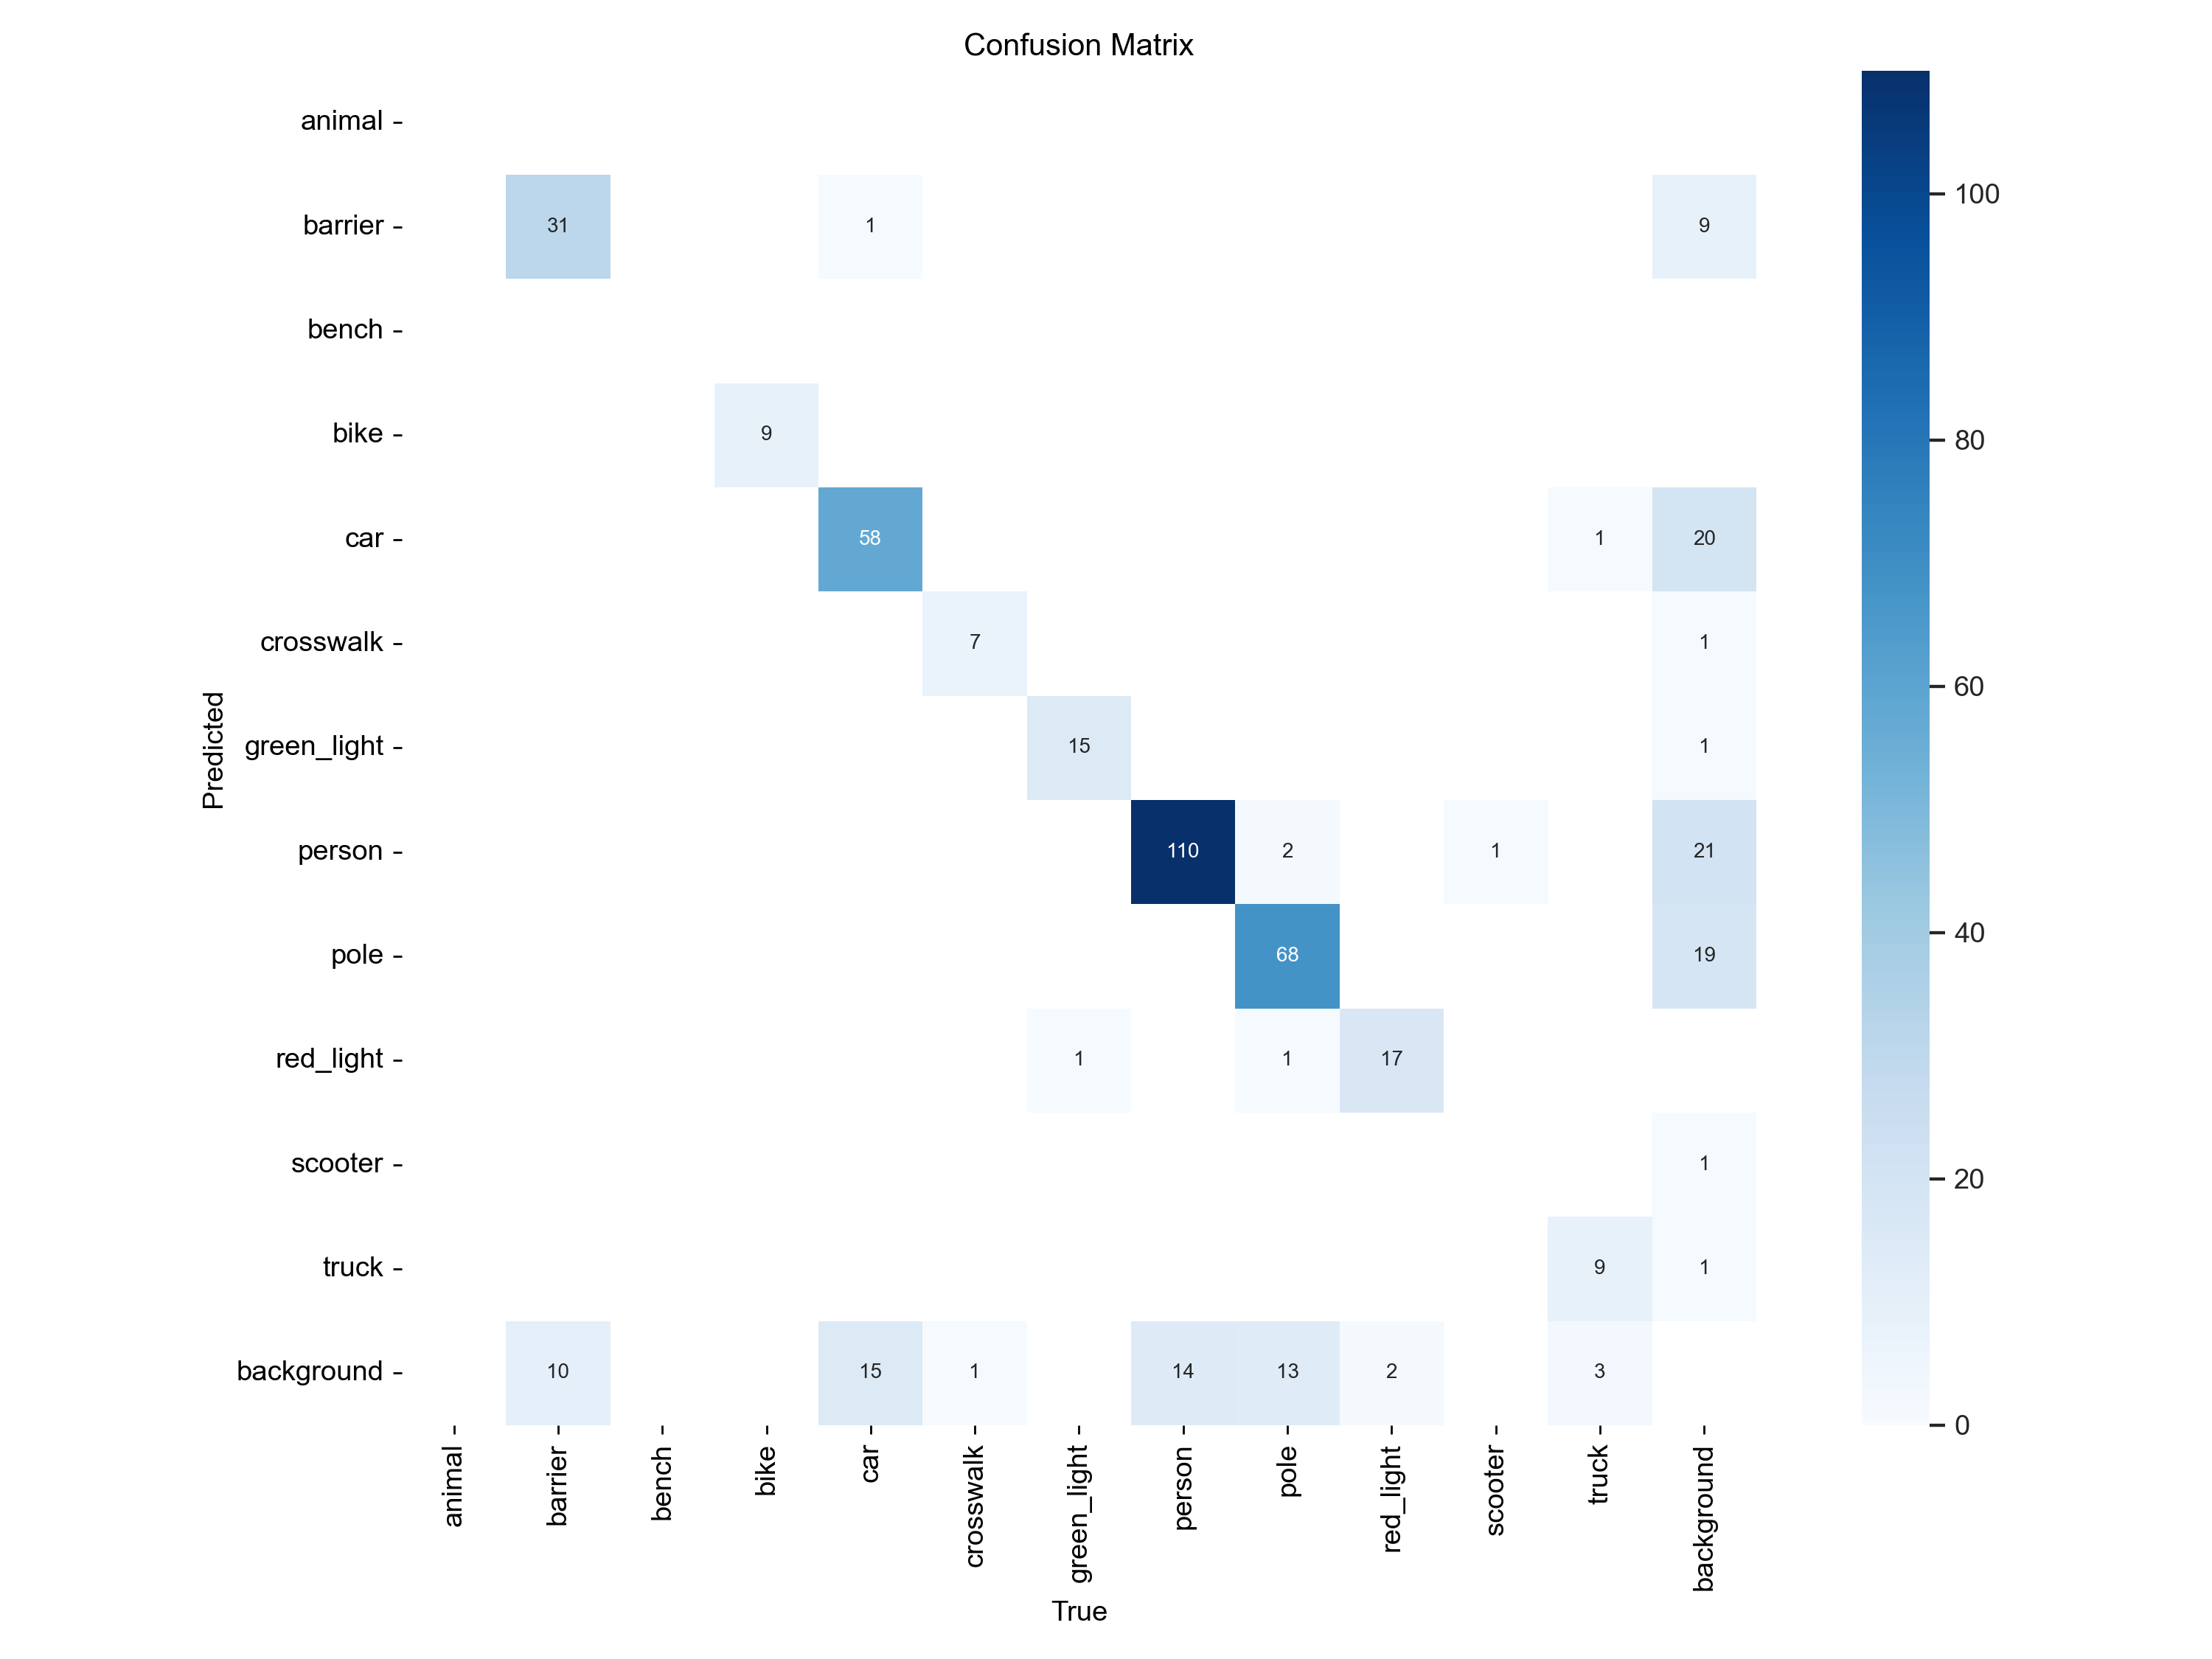 Confusion Matrix
animal
barrier 31 1 9
bench
bike 9
car 58 1 20
crosswalk 7 1
green_light 15 1
person 110 2 1 21
pole 68 19
red_light 1 1 17
scooter 1
truck 9 1
background 10 15 1 14 13 2 3
Predicted
animal barrier bench bike car crosswalk green_light person pole red_light scooter truck background
True
100
80
60
40
20
0